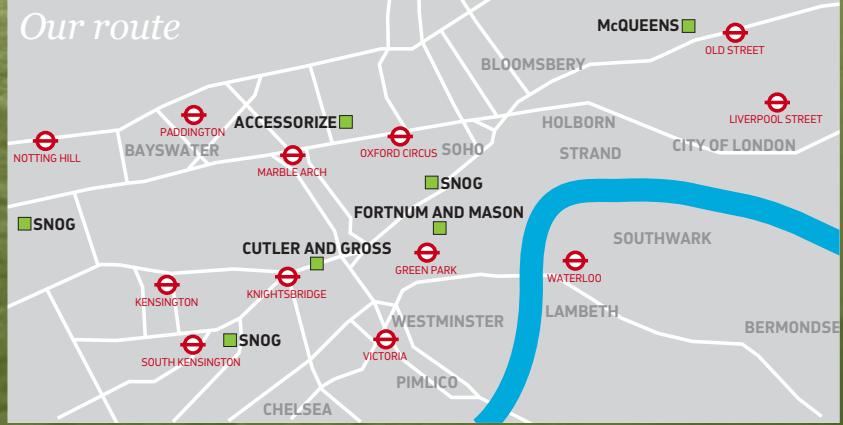 Our route
McQUEENS
OLD STREET
BLOOMSBERY
LIVERPOOL STREET
PADDINGTON
ACCESSORIZE
HOLBORN
NOTTING HILL
BAYSWATER
OXFORD CIRCUS
SOHO
STRAND
CITY OF LONDON
MARBLE ARCH
SNOG
FORTNUM AND MASON
SNOG
CUTLER AND GROSS
SOUTHWARK
GREEN PARK
WATERLOO
KENSINGTON
KNIGHTSBRIDGE
LAMBETH
WESTMINSTER
BERMONDSE
SNOG
SOUTH KENSINGTON
VICTORIA
PIMLICO
CHELSEA